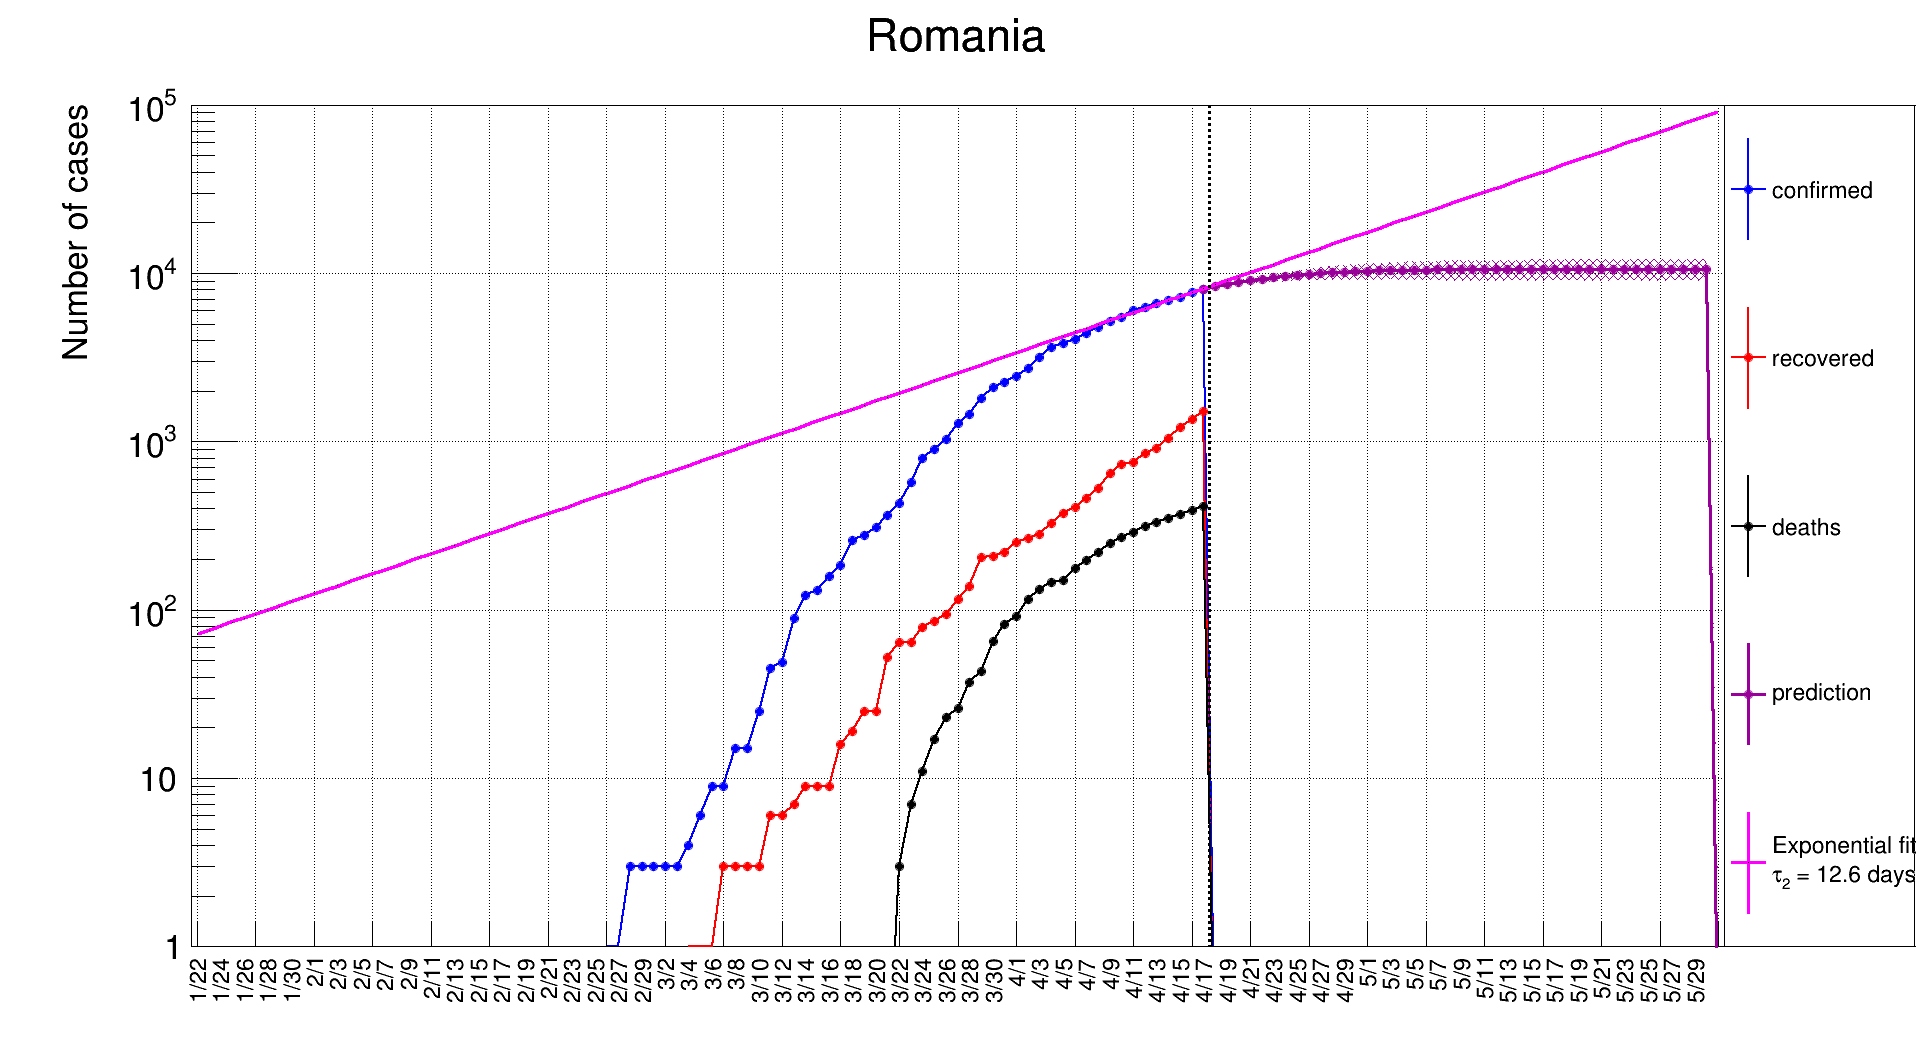 Romania
Number of cases
10^5
10^4
10^3
10^2
10
1
1/22 1/24 1/26 1/28 1/30 2/1 2/3 2/5 2/7 2/9 2/11 2/13 2/15 2/17 2/19 2/21 2/23 2/25 2/27 2/29 3/2 3/4 3/6 3/8 3/10 3/12 3/14 3/16 3/18 3/20 3/22 3/24 3/26 3/28 3/30 4/1 4/3 4/5 4/7 4/9 4/11 4/13 4/15 4/17 4/19 4/21 4/23 4/25 4/27 4/29 5/1 5/3 5/5 5/7 5/9 5/11 5/13 5/15 5/17 5/19 5/21 5/23 5/25 5/27 5/29
confirmed
recovered
deaths
prediction
Exponential fit
τ₂ = 12.6 days